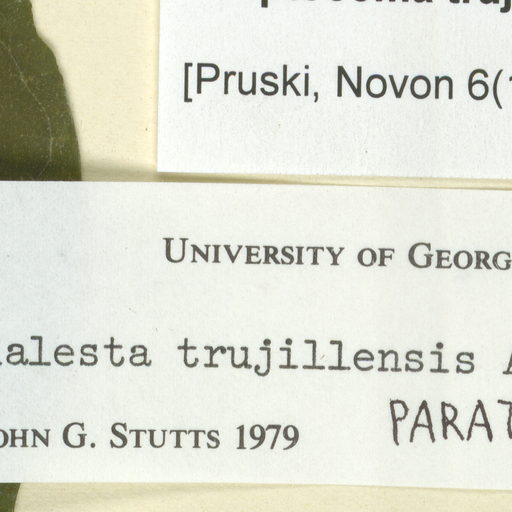 [Pruski, Novon 6(
UNIVERSITY OF GEORG
alesta trujillensis A
OHN G. STUTTS 1979
PARAT